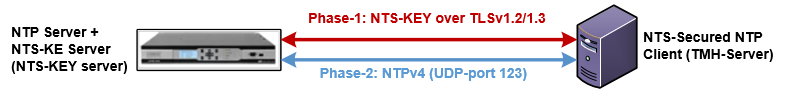 NTP Server +
NTS-KE Server
(NTS-KEY server)
Phase-1: NTS-KEY over TLSv1.2/1.3
Phase-2: NTPv4 (UDP-port 123)
NTS-Secured NTP
Client (TMH-Server)